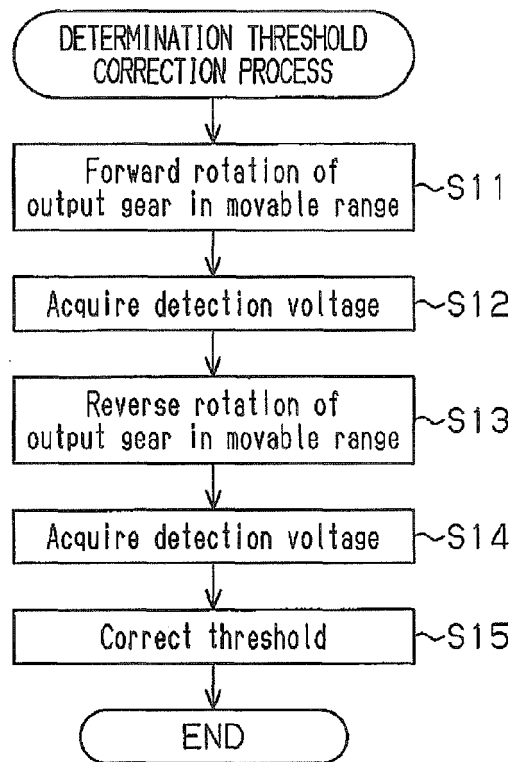 DETERMINATION THRESHOLD
CORRECTION PROCESS
Forward rotation of
output gear in movable range
S11
Acquire detection voltage
S12
Reverse rotation of
output gear in movable range
S13
Acquire detection voltage
S14
Correct threshold
S15
END